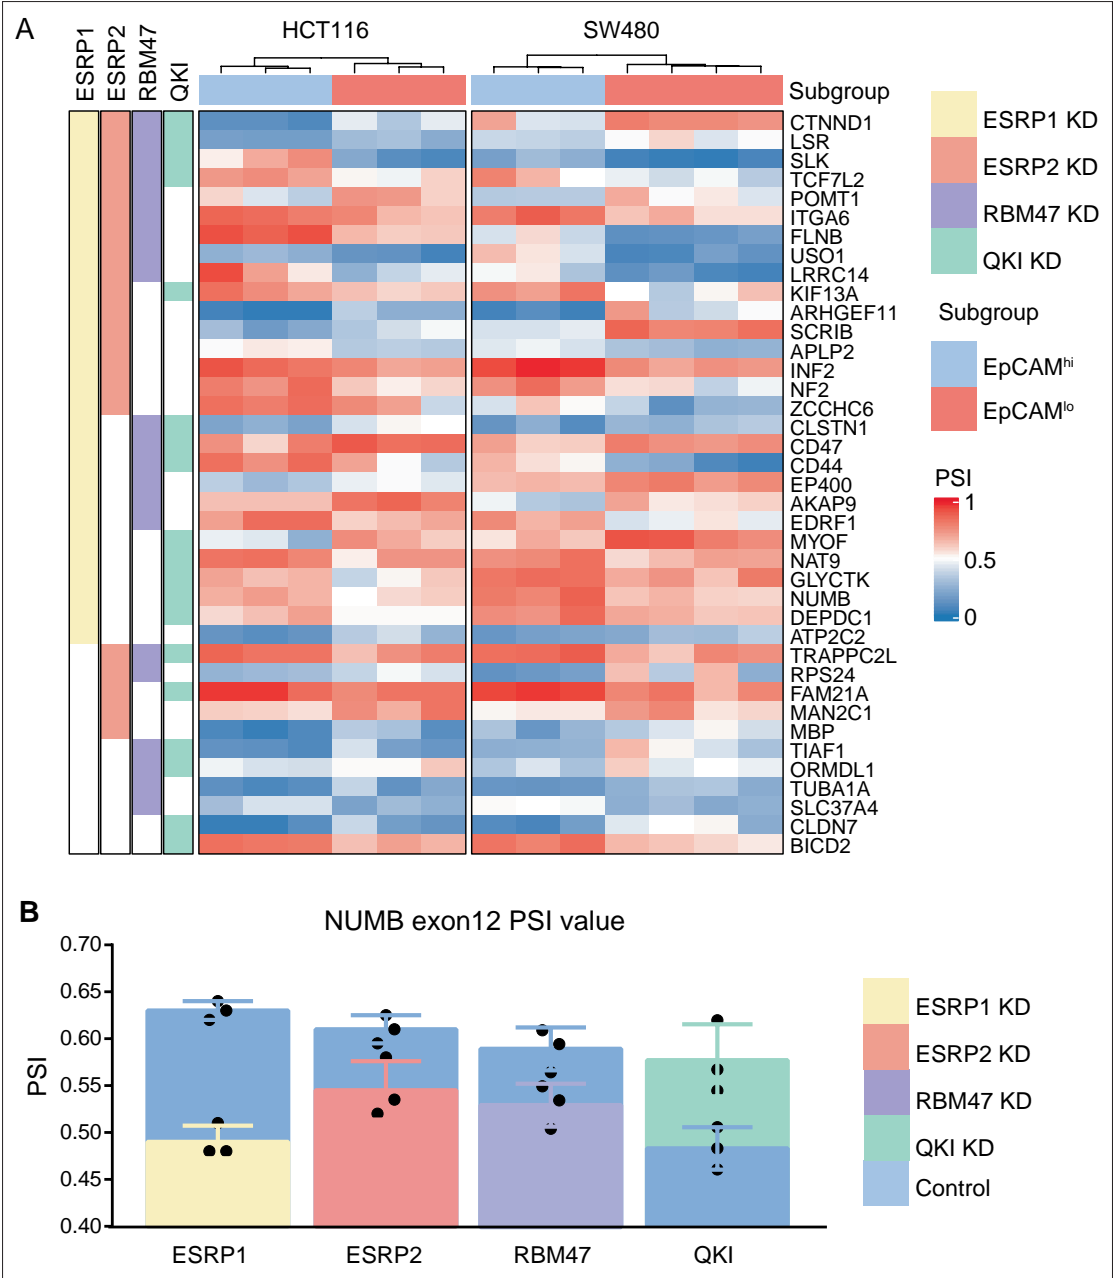 A
HCT116
SW480
ESRP1
ESRP2
RBM47
QKI
Subgroup
CTNND1
LSR
SLK
TCF7L2
POMT1
ITGA6
FLNB
USO1
LRRC14
KIF13A
ARHGEF11
SCRIB
APLP2
INF2
NF2
ZCCHC6
CLSTN1
CD47
CD44
EP400
AKAP9
EDRF1
MYOF
NAT9
GLYCTK
NUMB
DEPDC1
ATP2C2
TRAPPC2L
RPS24
FAM21A
MAN2C1
MBP
TIAF1
ORMDL1
TUBA1A
SLC37A4
CLDN7
BICD2
ESRP1 KD
ESRP2 KD
RBM47 KD
QKI KD
Subgroup
EpCAMhi
EpCAMlo
PSI
1
0.5
0
B
NUMB exon12 PSI value
PSI
0.70
0.65
0.60
0.55
0.50
0.45
0.40
ESRP1
ESRP2
RBM47
QKI
ESRP1 KD
ESRP2 KD
RBM47 KD
QKI KD
Control